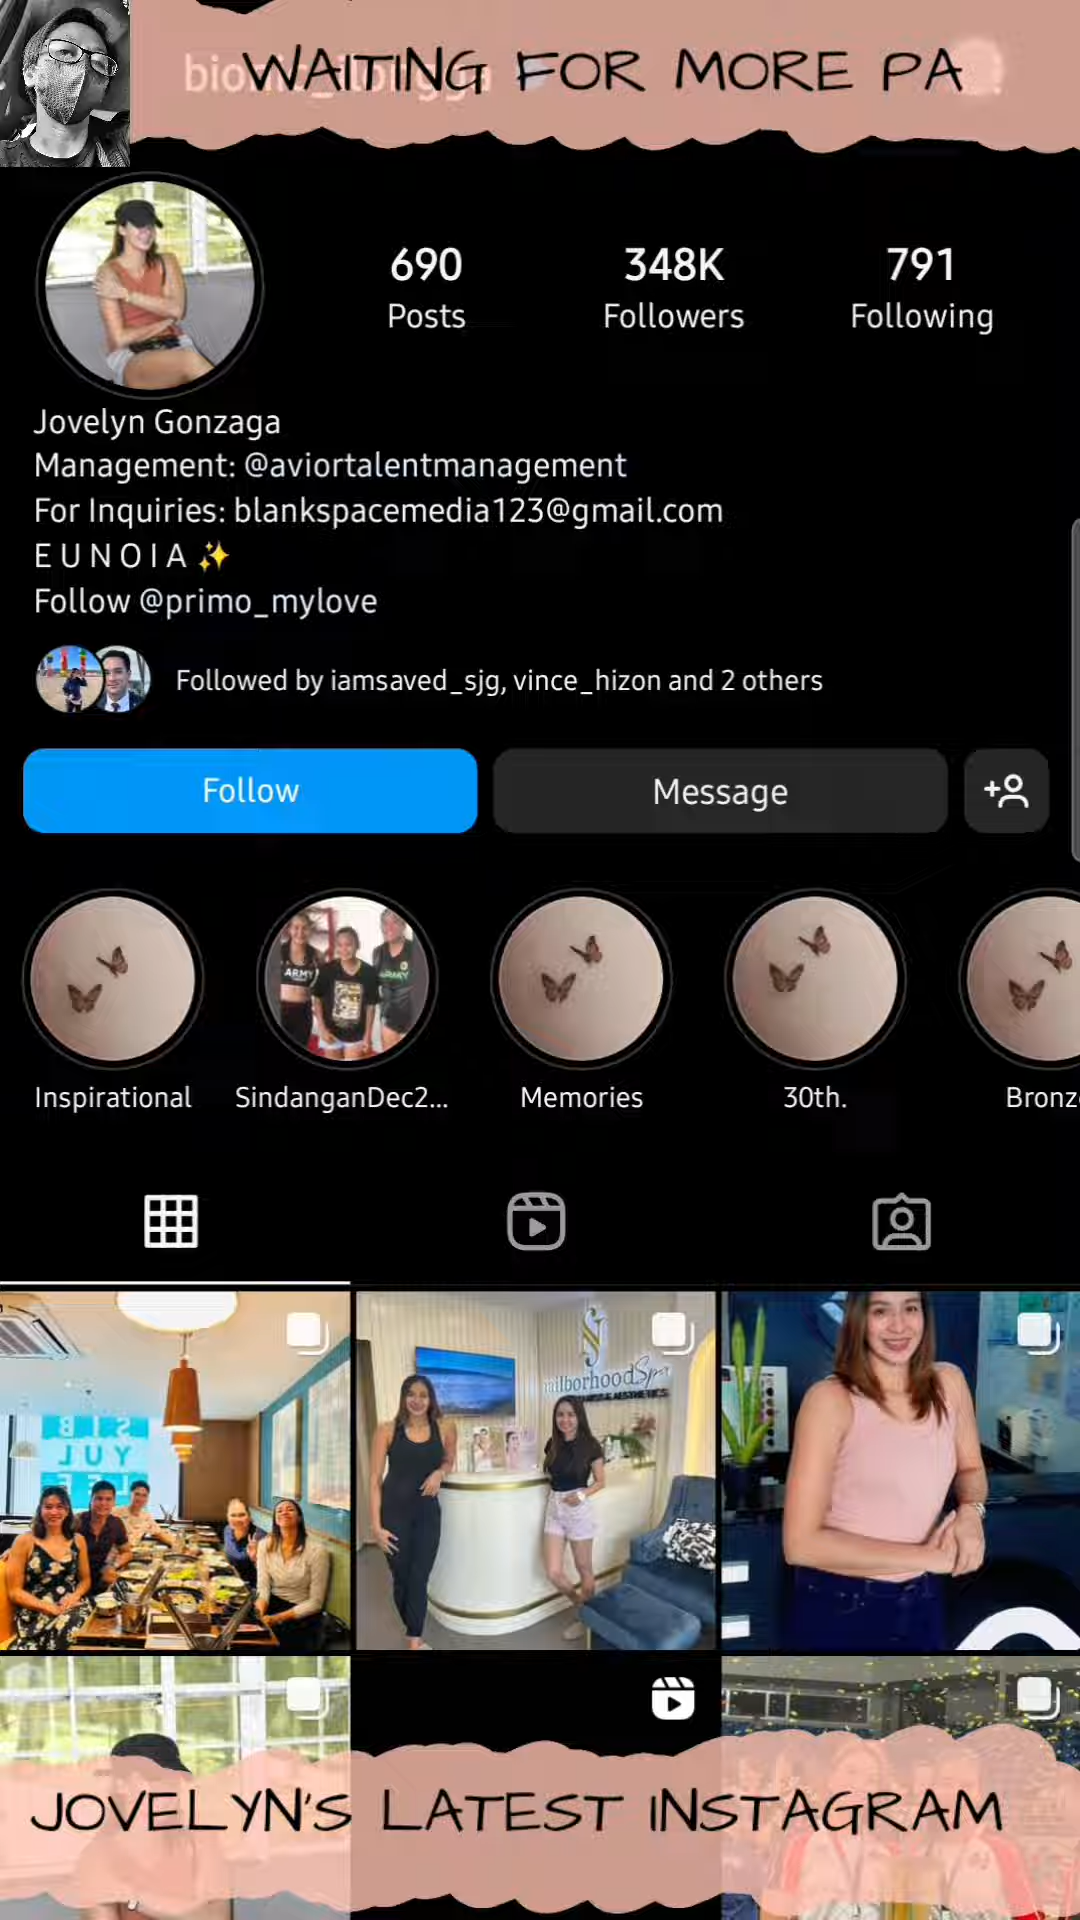 WAITING FOR MORE PA
690
Posts
348K
Followers
791
Following
Jovelyn Gonzaga
Management: @aviortalentmanagement
For Inquiries: blankspacemedia123@gmail.com
E U N O I A ✨
Follow @primo_mylove
Followed by iamsaved_sjg, vince_hizon and 2 others
Follow
Message
Inspirational
SindanganDec2...
Memories
30th.
Bronz
ARMY
JOVELYN'S LATEST INSTAGRAM